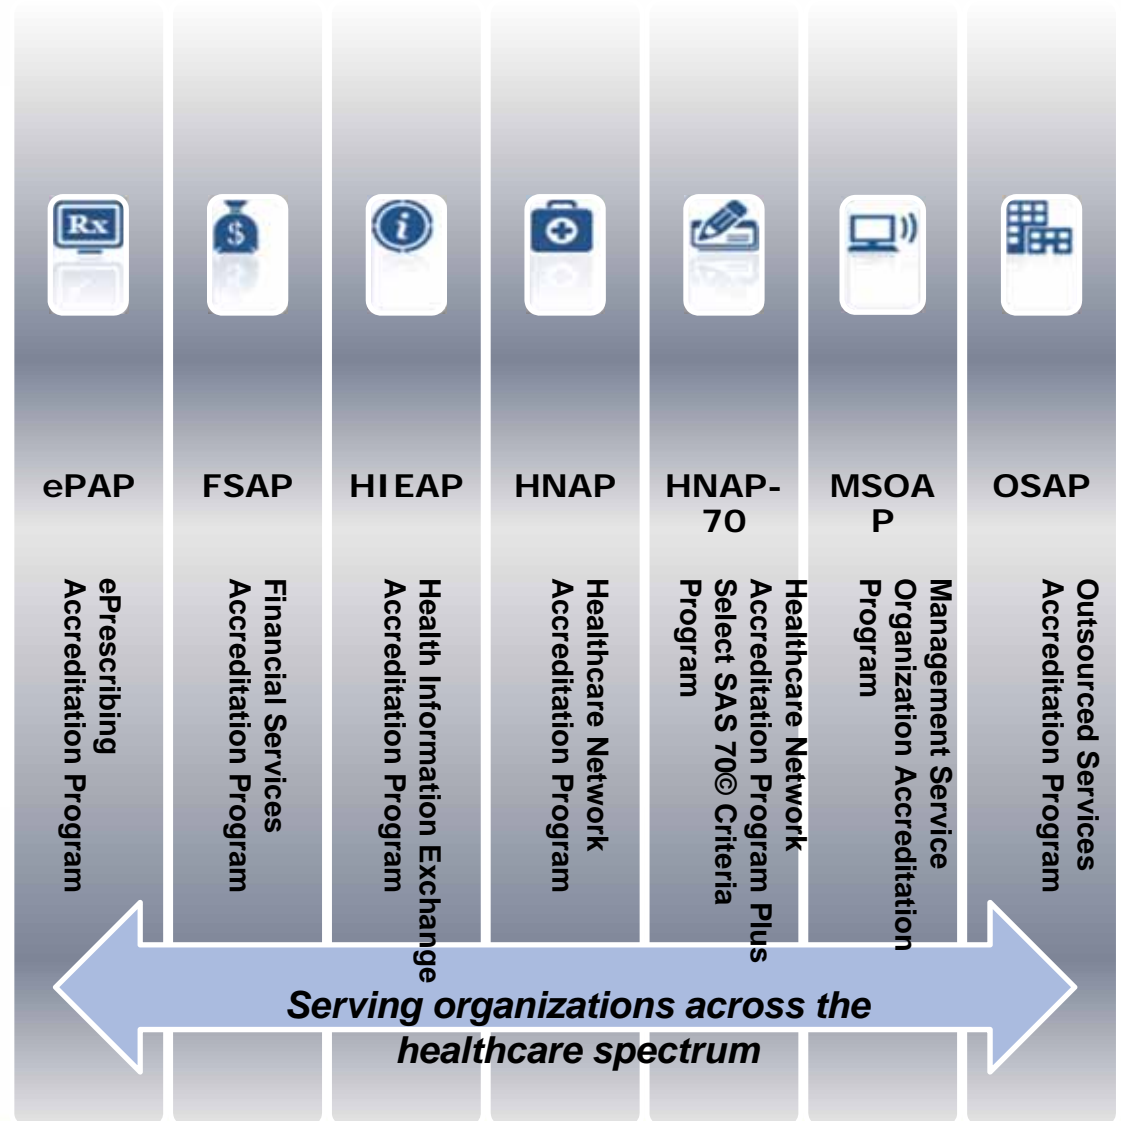 Rx
$
i
ePAP
FSAP
HIEAP
HNAP
HNAP-
70
MSOA
P
OSAP
ePrescribing
Accreditation Program
Financial Services
Accreditation Program
Health Information Exchange
Accreditation Program
Healthcare Network
Accreditation Program
Healthcare Network
Accreditation Program Plus
Select SAS 70© Criteria
Program
Management Service
Organization Accreditation
Program
Outsourced Services
Accreditation Program
Serving organizations across the
healthcare spectrum